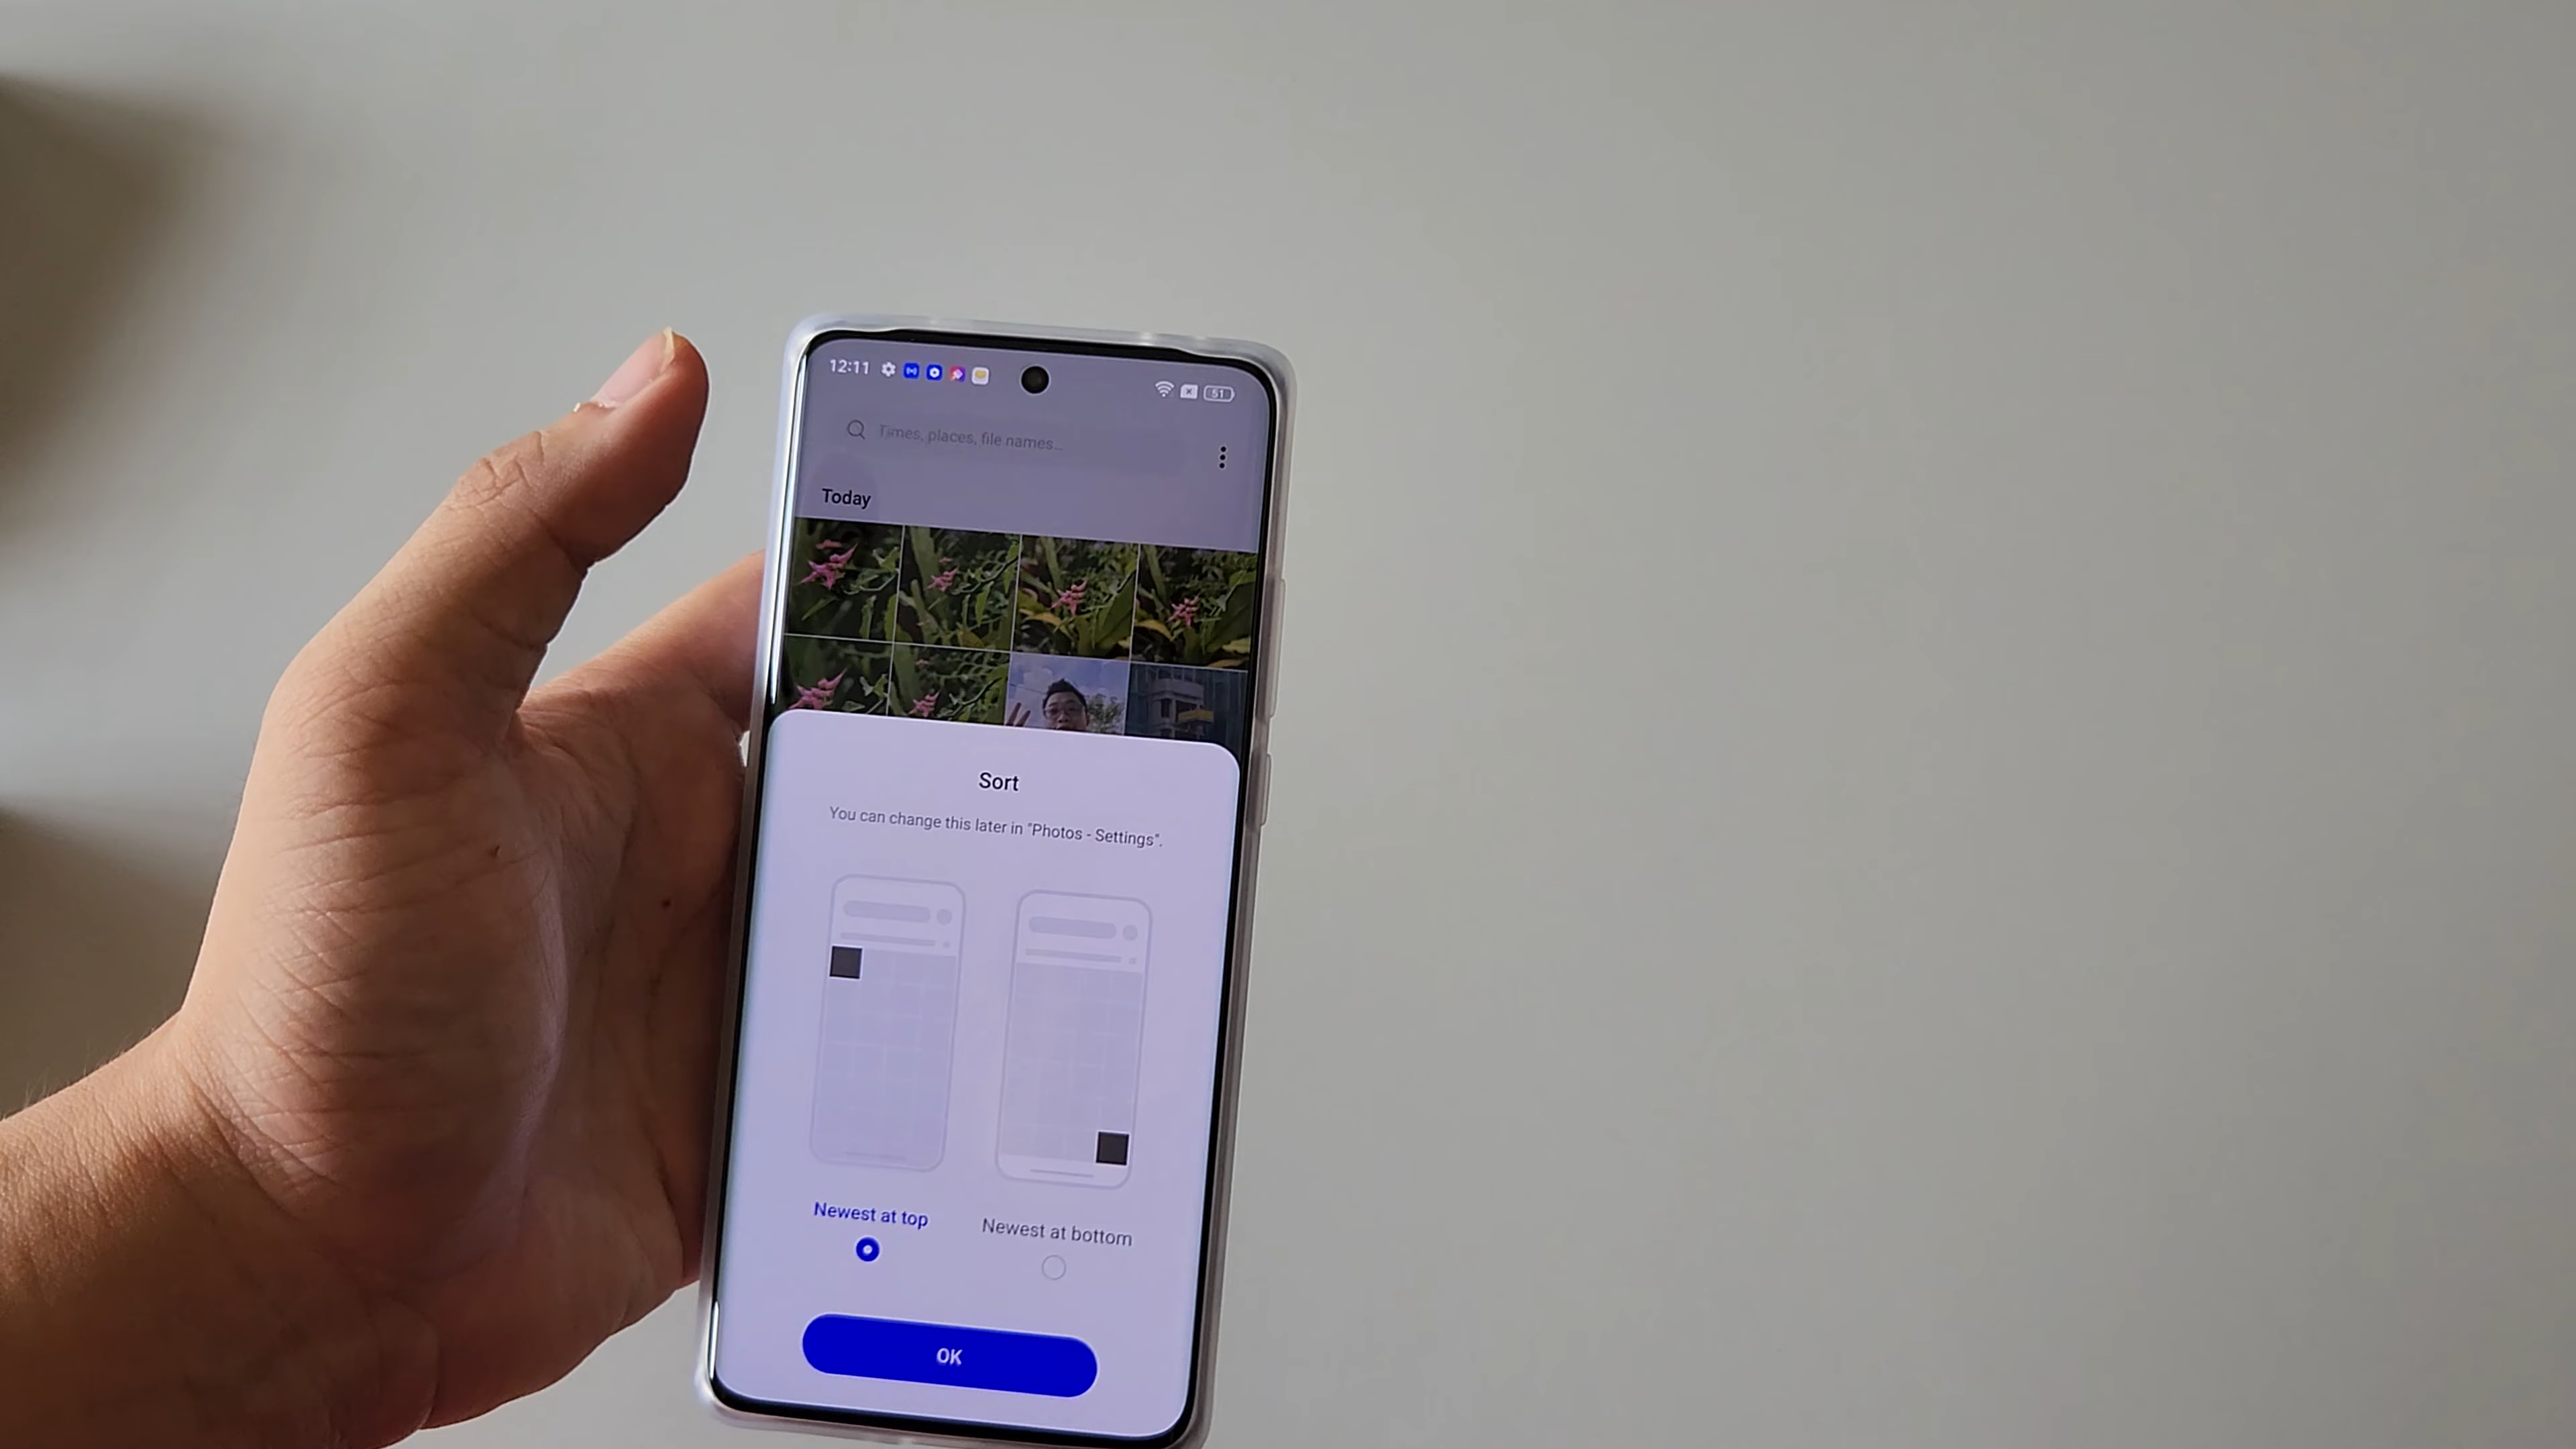 12:11
51
Times, places, file names...
Today
Sort
You can change this later in "Photos - Settings".
Newest at top
Newest at bottom
OK